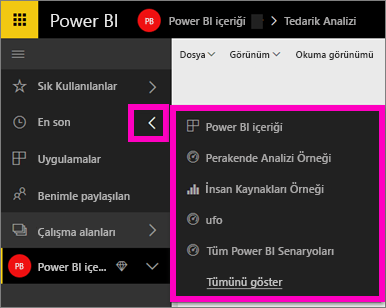 Power BI
PB
Power BI içeriği
Tedarik Analizi
Dosya
Görünüm
Okuma görünümü
Sık Kullanılanlar
En son
Uygulamalar
Benimle paylaşılan
Çalışma alanları
PB
Power BI içe...
Power BI içeriği
Perakende Analizi Örneği
İnsan Kaynakları Örneği
ufo
Tüm Power BI Senaryoları
Tümünü göster